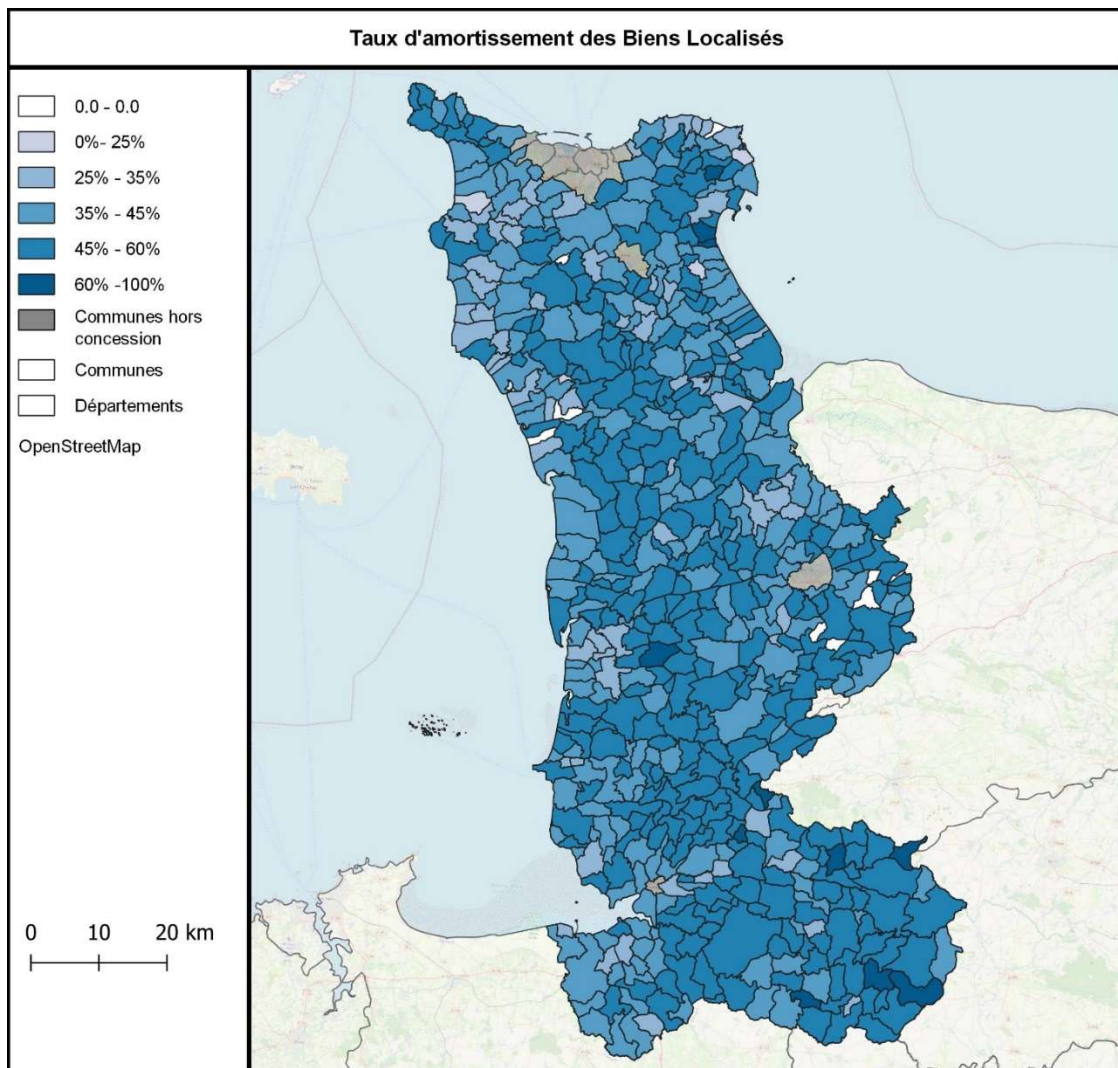 Taux d'amortissement des Biens Localisés
0.0 - 0.0
0%- 25%
25% - 35%
35% - 45%
45% - 60%
60% -100%
Communes hors
concession
Communes
Départements
OpenStreetMap
0 10 20 km